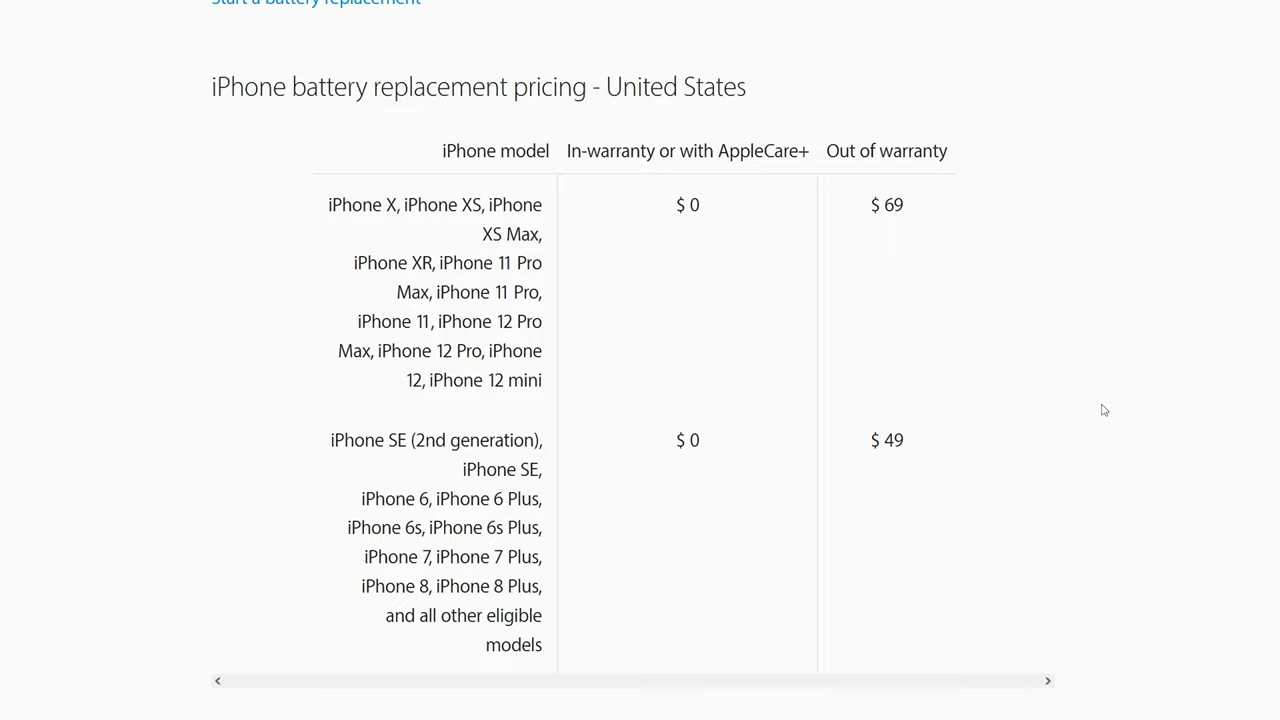 Start a battery replacement
iPhone battery replacement pricing - United States
iPhone model In-warranty or with AppleCare+ Out of warranty
iPhone X, iPhone XS, iPhone $ 0 $ 69
XS Max,
iPhone XR, iPhone 11 Pro
Max, iPhone 11 Pro,
iPhone 11, iPhone 12 Pro
Max, iPhone 12 Pro, iPhone
12, iPhone 12 mini
iPhone SE (2nd generation), $ 0 $ 49
iPhone SE,
iPhone 6, iPhone 6 Plus,
iPhone 6s, iPhone 6s Plus,
iPhone 7, iPhone 7 Plus,
iPhone 8, iPhone 8 Plus,
and all other eligible
models